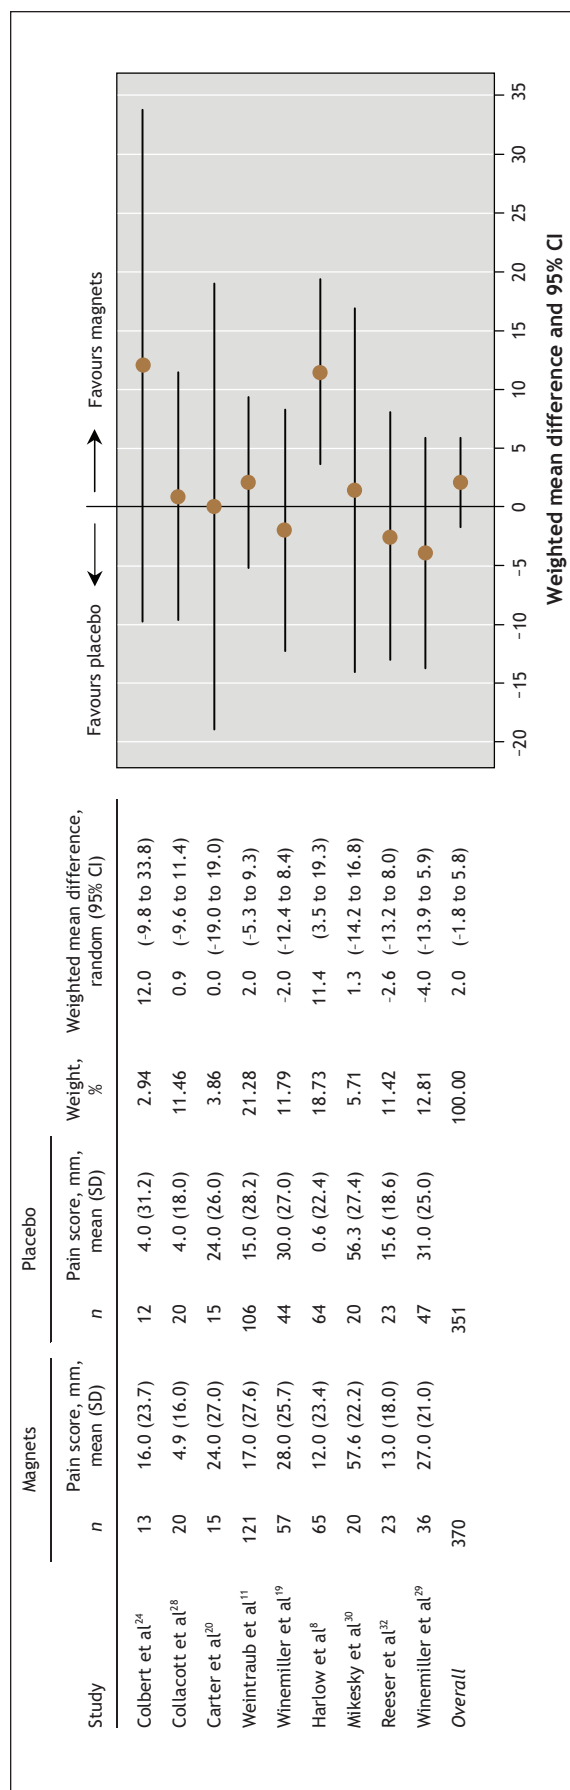 Magnets Placebo
Study n Pain score, mm, mean (SD) n Pain score, mm, mean (SD) Weight, % Weighted mean difference, random (95% CI)
Colbert et al24 13 16.0 (23.7) 12 4.0 (31.2) 2.94 12.0 (-9.8 to 33.8)
Collacott et al28 20 4.9 (16.0) 20 4.0 (18.0) 11.46 0.9 (-9.6 to 11.4)
Carter et al20 15 24.0 (27.0) 15 24.0 (26.0) 3.86 0.0 (-19.0 to 19.0)
Weintraub et al11 121 17.0 (27.6) 106 15.0 (28.2) 21.28 2.0 (-5.3 to 9.3)
Winemiller et al19 57 28.0 (25.7) 44 30.0 (27.0) 11.79 -2.0 (-12.4 to 8.4)
Harlow et al8 65 12.0 (23.4) 64 0.6 (22.4) 18.73 11.4 (3.5 to 19.3)
Mikesky et al30 20 57.6 (22.2) 20 56.3 (27.4) 5.71 1.3 (-14.2 to 16.8)
Reeser et al32 23 13.0 (18.0) 23 15.6 (18.6) 11.42 -2.6 (-13.2 to 8.0)
Winemiller et al29 36 27.0 (21.0) 47 31.0 (25.0) 12.81 -4.0 (-13.9 to 5.9)
Overall 370 351 100.00 2.0 (-1.8 to 5.8)
Favours placebo Favours magnets
-20 -15 -10 -5 0 5 10 15 20 25 30 35
Weighted mean difference and 95% CI